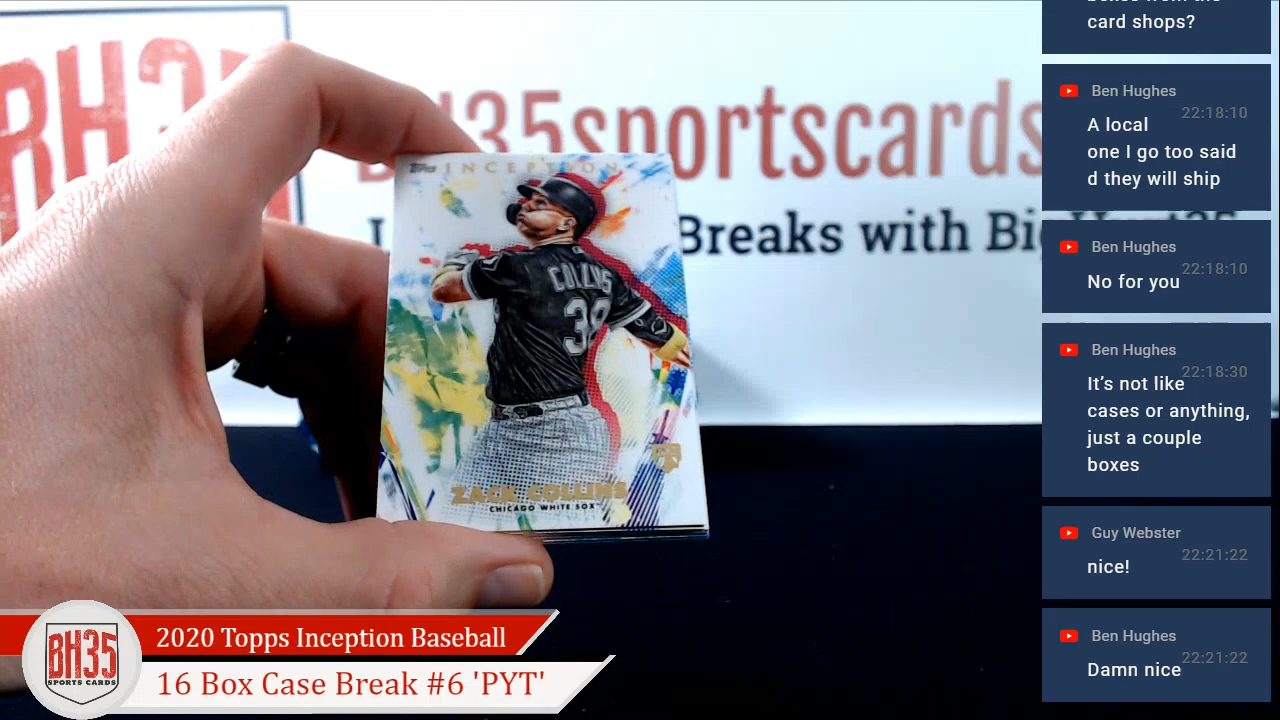 BH35
35sportscards
Breaks with Big
TOPPS INCEPTION
COLLINS
38
ZACK COLLINS
CHICAGO WHITE SOX
BH35
SPORTS CARDS
2020 Topps Inception Baseball
16 Box Case Break #6 'PYT'
card shops?
Ben Hughes
22:18:10
A local
one I go too said
d they will ship
Ben Hughes
22:18:10
No for you
Ben Hughes
22:18:30
It's not like
cases or anything,
just a couple
boxes
Guy Webster
22:21:22
nice!
Ben Hughes
22:21:22
Damn nice